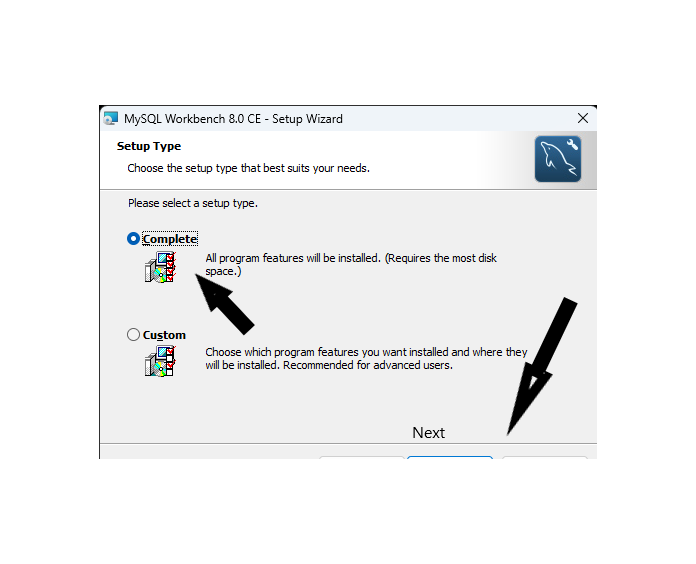 MySQL Workbench 8.0 CE - Setup Wizard
Setup Type
Choose the setup type that best suits your needs.
Please select a setup type.
Complete
All program features will be installed. (Requires the most disk
space.)
Custom
Choose which program features you want installed and where they
will be installed. Recommended for advanced users.
Next